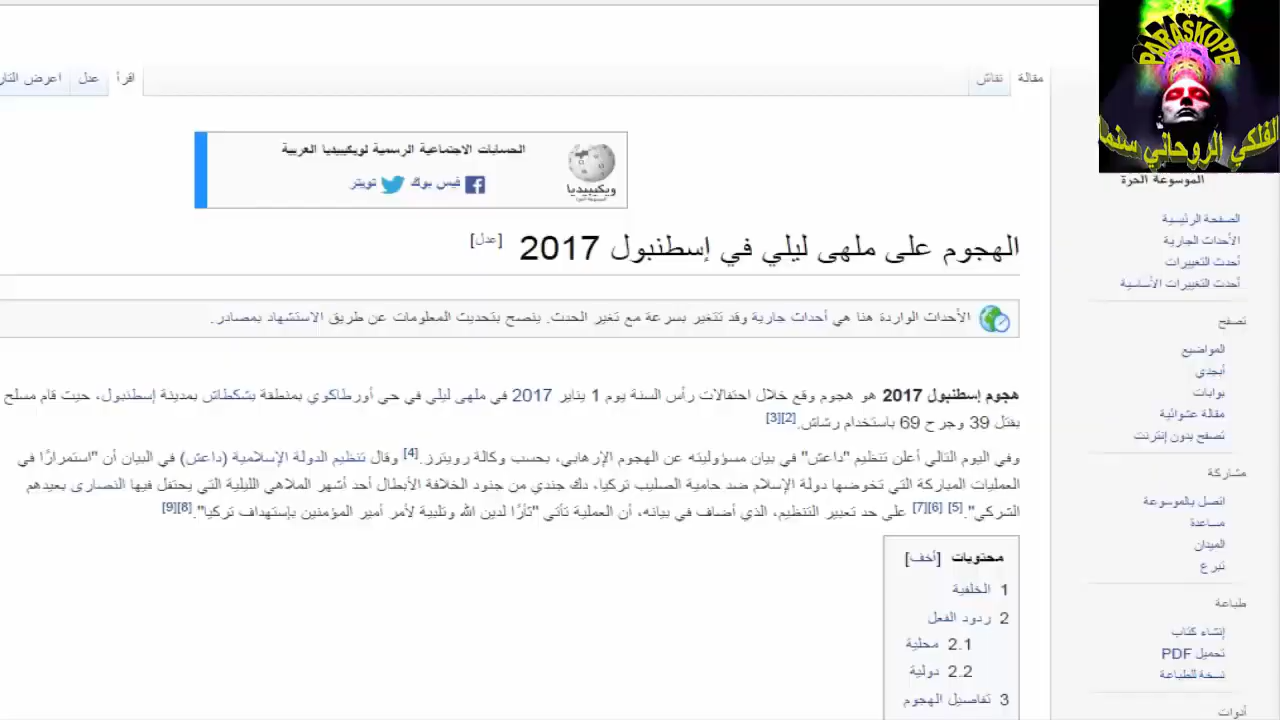 PARASKOPE
الفلكي الروحاني سنما
الموسوعة الحرة
مقالة
نقاش
اقرأ
عدل
اعرض التار
الحسابات الاجتماعية الرسمية لويكيبيديا العربية
فيس بوك تويتر
ويكيبيديا
الهجوم على ملهى ليلي في إسطنبول 2017 [عدل]
الأحداث الواردة هنا هي أحداث جارية وقد تتغير بسرعة مع تغير الحدث. ينصح بتحديث المعلومات عن طريق الاستشهاد بمصادر.
هجوم إسطنبول 2017 هو هجوم وقع خلال احتفالات رأس السنة يوم 1 يناير 2017 في ملهى ليلي في حي أورطاكوي بمنطقة بشكطاش بمدينة إسطنبول، حيث قام مسلح
بقتل 39 وجرح 69 باستخدام رشاش.[2][3]
وفي اليوم التالي أعلن تنظيم "داعش" في بيان مسؤوليته عن الهجوم الإرهابي، بحسب وكالة رويترز.[4] وقال تنظيم الدولة الإسلامية (داعش) في البيان أن "استمرارًا في
العمليات المباركة التي تخوضها دولة الإسلام ضد حامية الصليب تركيا، دك جندي من جنود الخلافة الأبطال أحد أشهر الملاهي الليلية التي يحتفل فيها النصارى بعيدهم
الشركي".[5] [6][7] على حد تعبير التنظيم، الذي أضاف في بيانه، أن العملية تأتي "ثأرًا لدين الله وتلبية لأمر أمير المؤمنين بإستهداف تركيا".[8][9]
محتويات [أخف]
1 الخلفية
2 ردود الفعل
2.1 محلية
2.2 دولية
3 تفاصيل الهجوم
الصفحة الرئيسية
الأحداث الجارية
أحدث التغييرات
أحدث التغييرات الأساسية
تصفح
المواضيع
أبجدي
بوابات
مقالة عشوائية
تصفح بدون إنترنت
مشاركة
اتصل بالموسوعة
مساعدة
الميدان
تبرع
طباعة
إنشاء كتاب
تحميل PDF
نسخة للطباعة
أدوات